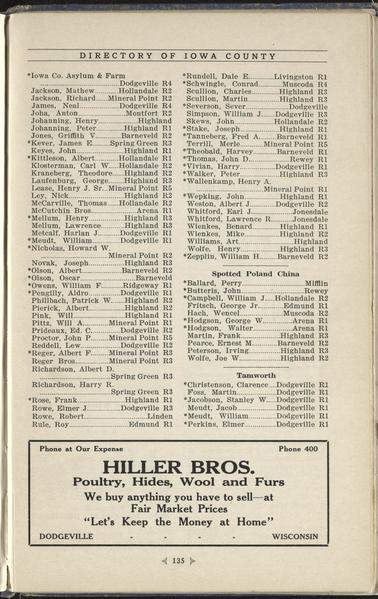 DIRECTORY OF IOWA COUNTY
*Iowa Co. Asylum & Farm
Dodgeville R4
Jackson, Mathew Hollandale R2
Jackson, Richard Mineral Point R2
James, Neal Dodgeville R4
Joha, Anton Montfort R2
Johanning, Henry Highland
Johanning, Peter Highland R1
Jones, Griffith V. Barneveld R2
*Kever, James E. Spring Green R3
Keyes, John Highland R1
*Kittleson, Albert Hollandale R1
Klosterman, Carl W. Hollandale R2
Kraneberg, Theodore Highland R2
Laufenburg, George Highland R3
Lease, Henry J. Sr. Mineral Point R5
Ley, Nick Highland R2
McCarville, Thomas Hollandale R2
McCutchin Bros. Arena R1
*Mellum, Henry Highland R3
Mellum, Lawrence Highland R3
Metcalf, Harlan J. Dodgeville R1
*Meudt, William Dodgeville R1
*Nicholas, Howard W.
Mineral Point R2
Novak, Joseph Highland R3
*Olson, Albert Barneveld R2
*Olson, Oscar Barneveld
*Owens, William F. Ridgeway R1
*Pengilly, Aldro Dodgeville R1
Phillbach, Patrick W. Highland R2
Pierick, Albert Highland R2
Pink, Will Highland R1
Pitts, Will A. Mineral Point R1
Prideaux, Ed. C. Dodgeville R2
Proctor, John P. Mineral Point R5
Reddell, Lew Dodgeville R2
*Reger, Albert F. Mineral Point R3
Reger Bros. Mineral Point R3
Richardson, Albert D.
Spring Green R3
Richardson, Harry R.
Spring Green R3
*Rose, Frank Highland R1
Rowe, Elmer J. Dodgeville R3
Rowe, Robert Linden
Rule, Roy Edmund R1
*Rundell, Dale E. Livingston R1
*Schwingle, Conrad Muscoda R4
Scullion, Charles Highland R2
Scullion, Martin Highland R3
*Severson, Sever Dodgeville
Simpson, William J. Dodgeville R3
Skews, John Hollandale R2
*Stake, Joseph Highland R1
*Tanneberg, Fred A. Barneveld R1
Terrill, Merle Mineral Point R5
*Theobald, Harvey Barneveld R1
*Thomas, John D. Rewey R1
*Vivian, Harry Dodgeville R1
*Walker, Peter Highland R3
*Wallenkamp, Henry A.
Mineral Point R1
*Wepking, John Highland R1
Weston, Albert J. Dodgeville R2
Whitford, Earl J. Jonesdale
Whitford, Lawrence R. Jonesdale
Wienkes, Benard Highland R1
Wienkes, Mike Highland R2
Williams, Art Highland
Wolfe, Henry Highland R3
*Zepplin, William H. Barneveld R2
Spotted Poland China
*Ballard, Perry Mifflin
*Butteris, John Rewey
*Campbell, William J. Hollandale R2
Fritsch, George Jr. Edmund R1
Hach, Wencel Muscoda R2
*Hodgson, George W. Arena R1
*Hodgson, Walter Arena R1
Martin, Frank Highland R3
Pearce, Ernest M. Barneveld R2
Peterson, Irving Highland R3
Wolfe, Joe W. Highland R2
Tamworth
*Christenson, Clarence Dodgeville R1
Foss, Martin Dodgeville R1
*Jacobson, Stanley W. Dodgeville R1
Meudt, Jacob Dodgeville R1
*Meudt, William Dodgeville R1
*Perkins, Elmer Dodgeville R1
Phone at Our Expense Phone 400
HILLER BROS.
Poultry, Hides, Wool and Furs
We buy anything you have to sell—at
Fair Market Prices
"Let's Keep the Money at Home"
DODGEVILLE - - - - WISCONSIN
135